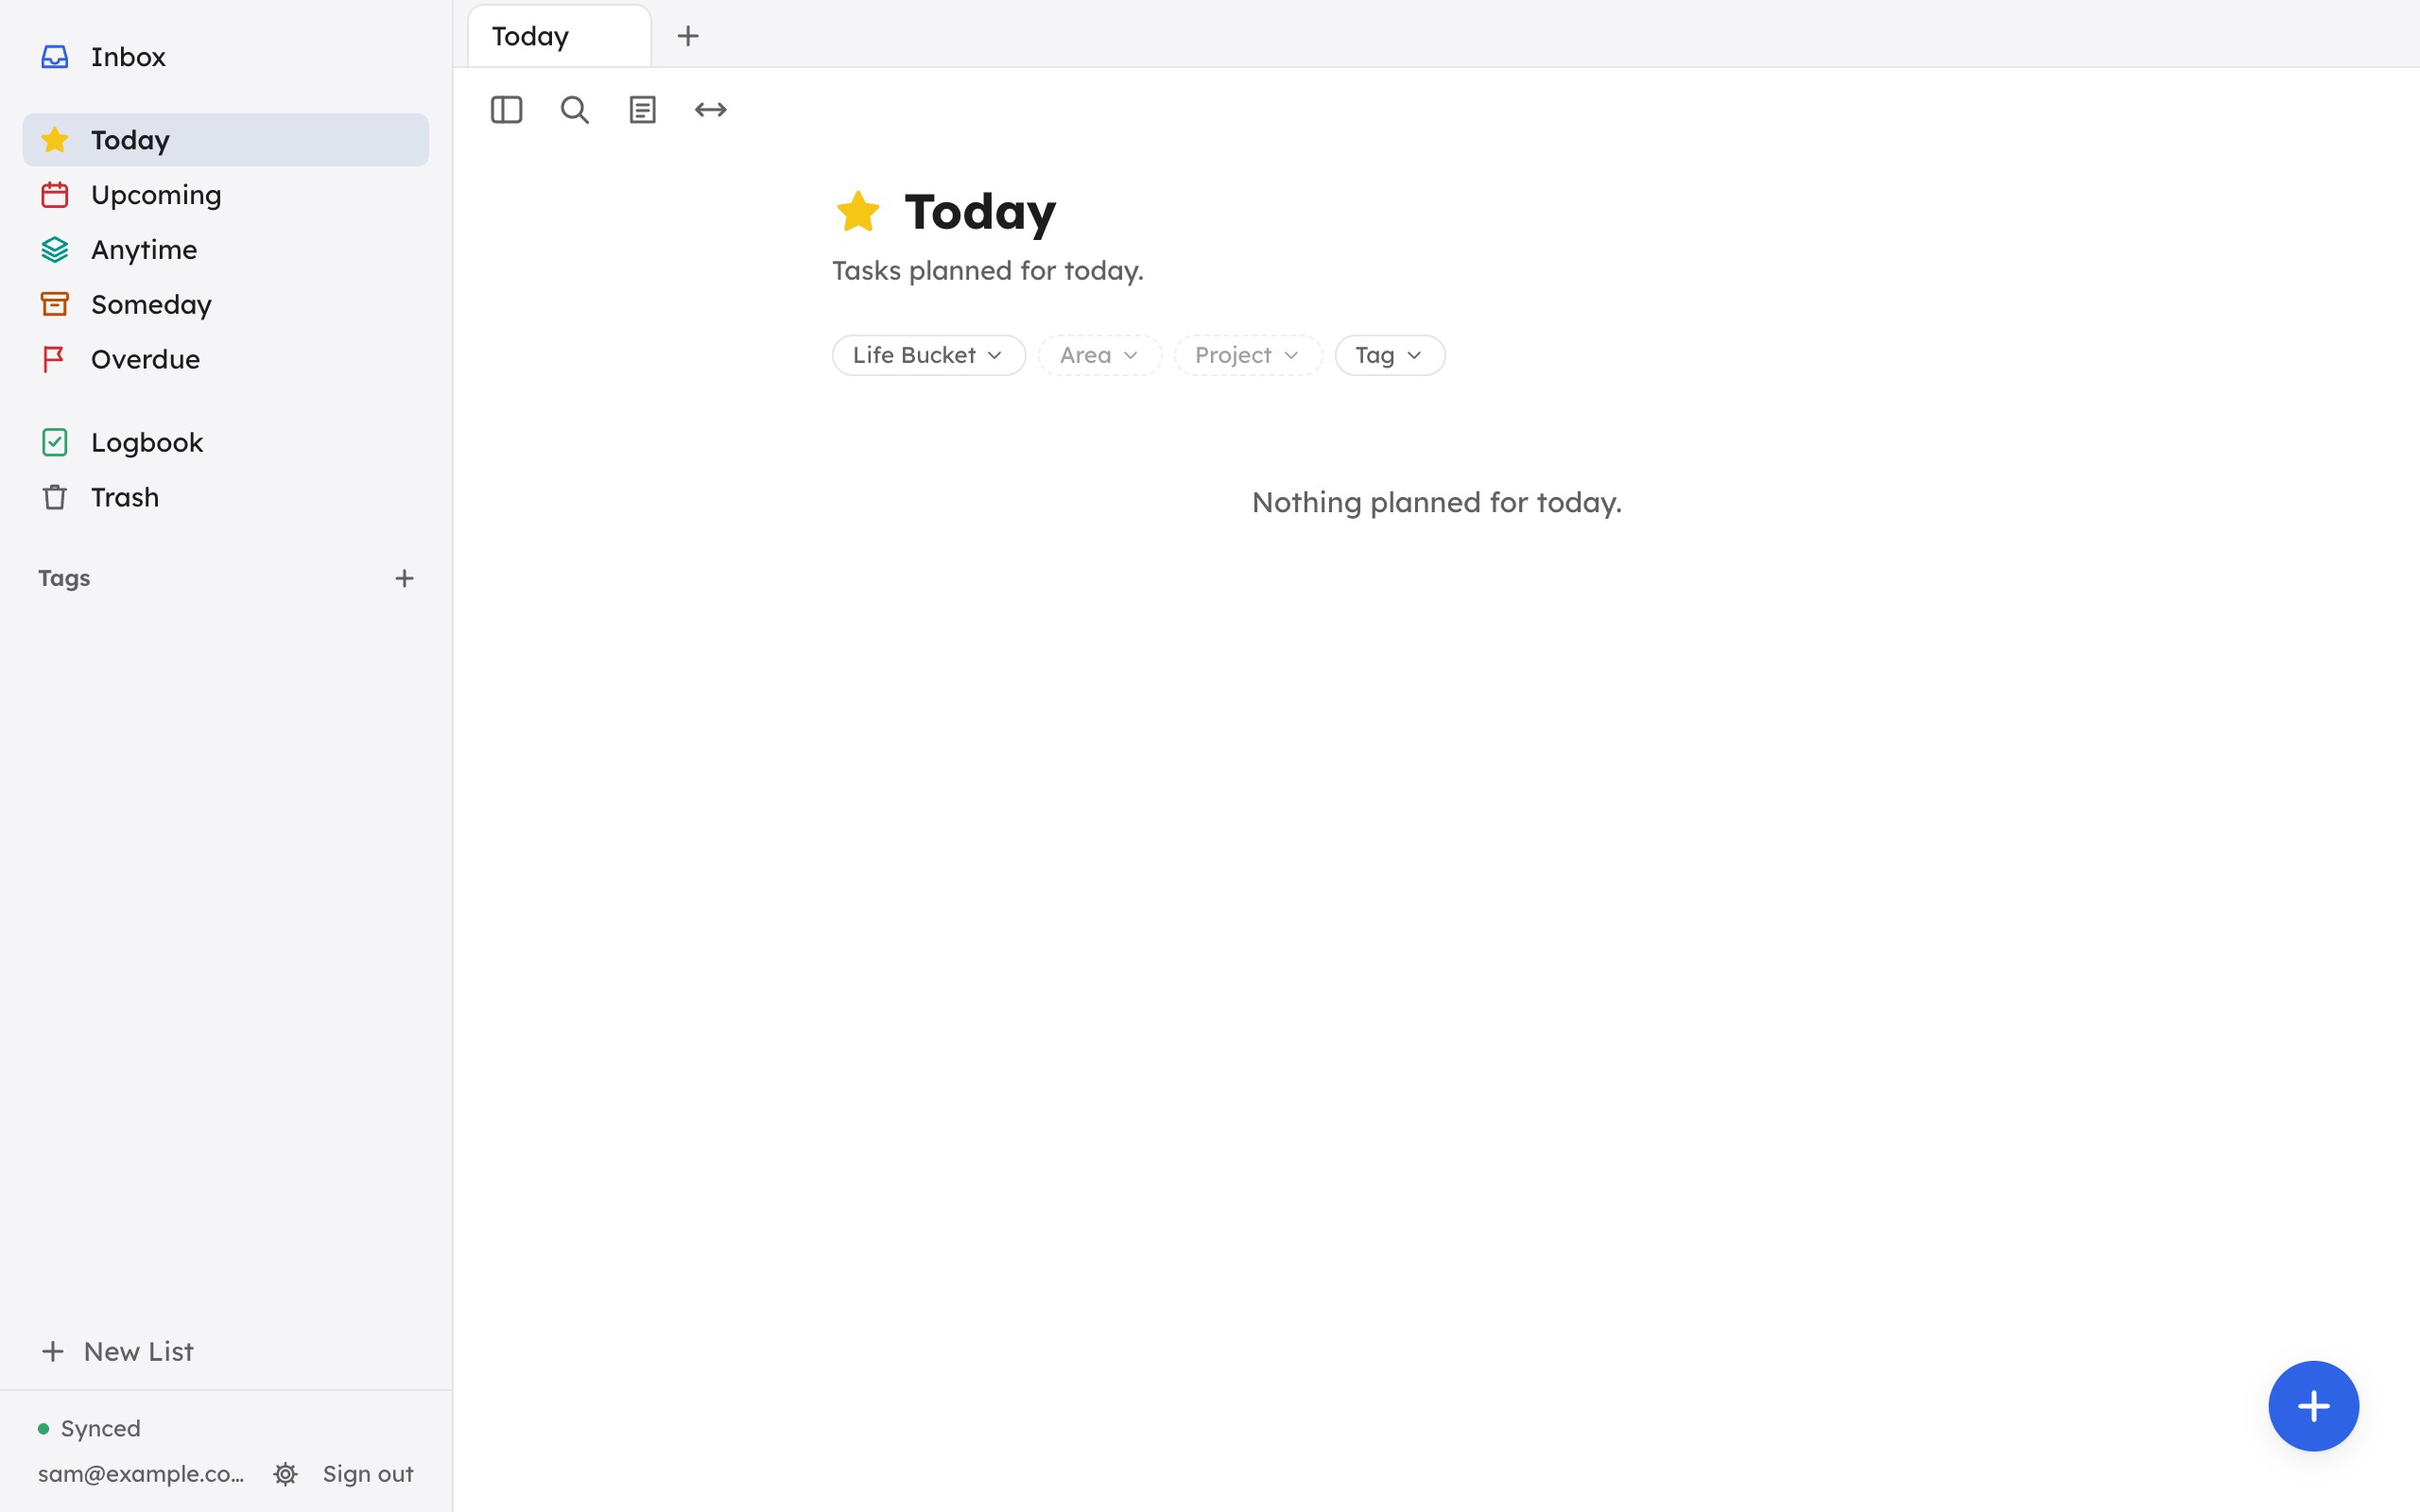 Inbox
Today
Upcoming
Anytime
Someday
Overdue
Logbook
Trash
Tags
New List
Synced
sam@example.co...
Sign out
Today
Today
Tasks planned for today.
Life Bucket
Area
Project
Tag
Nothing planned for today.